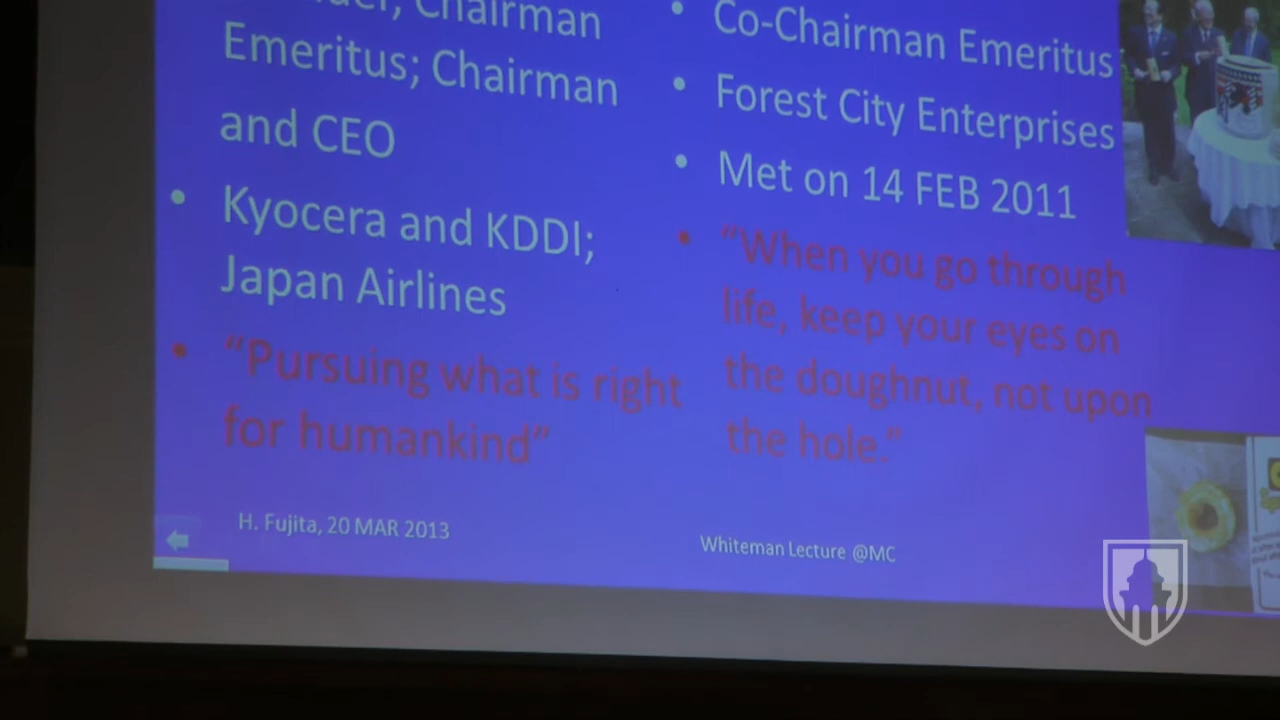 Chairman
Emeritus; Chairman
and CEO
• Kyocera and KDDI;
Japan Airlines
• “Pursuing what is right
for humankind”
Co-Chairman Emeritus
• Forest City Enterprises
• Met on 14 FEB 2011
• “When you go through
life, keep your eyes on
the doughnut, not upon
the hole.”
H. Fujita, 20 MAR 2013
Whiteman Lecture @MC